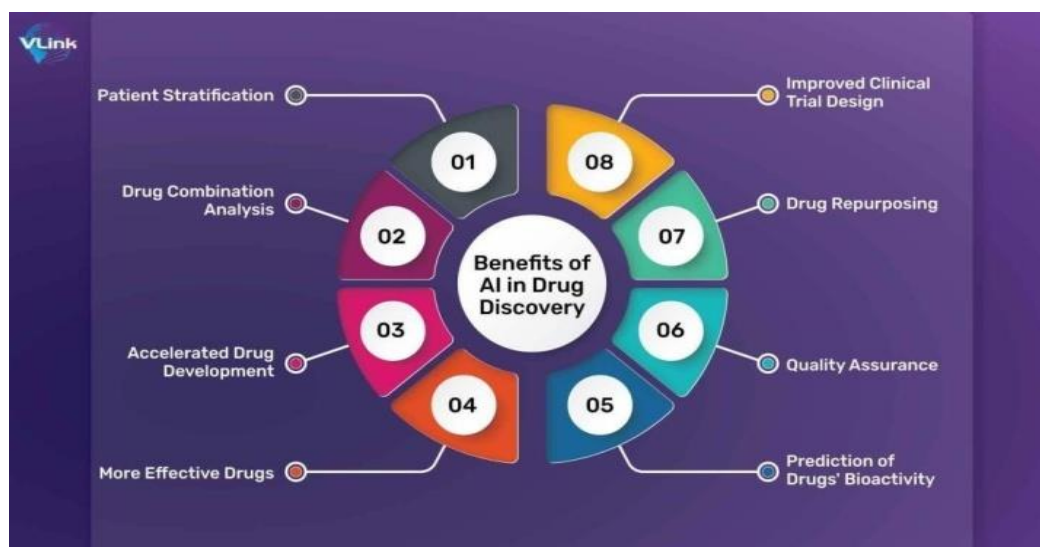 VLink
Patient Stratification
01
Drug Combination
Analysis
02
Accelerated Drug
Development
03
More Effective Drugs
04
Benefits of
AI in Drug
Discovery
Improved Clinical
Trial Design
08
Drug Repurposing
07
Quality Assurance
06
Prediction of
Drugs' Bioactivity
05